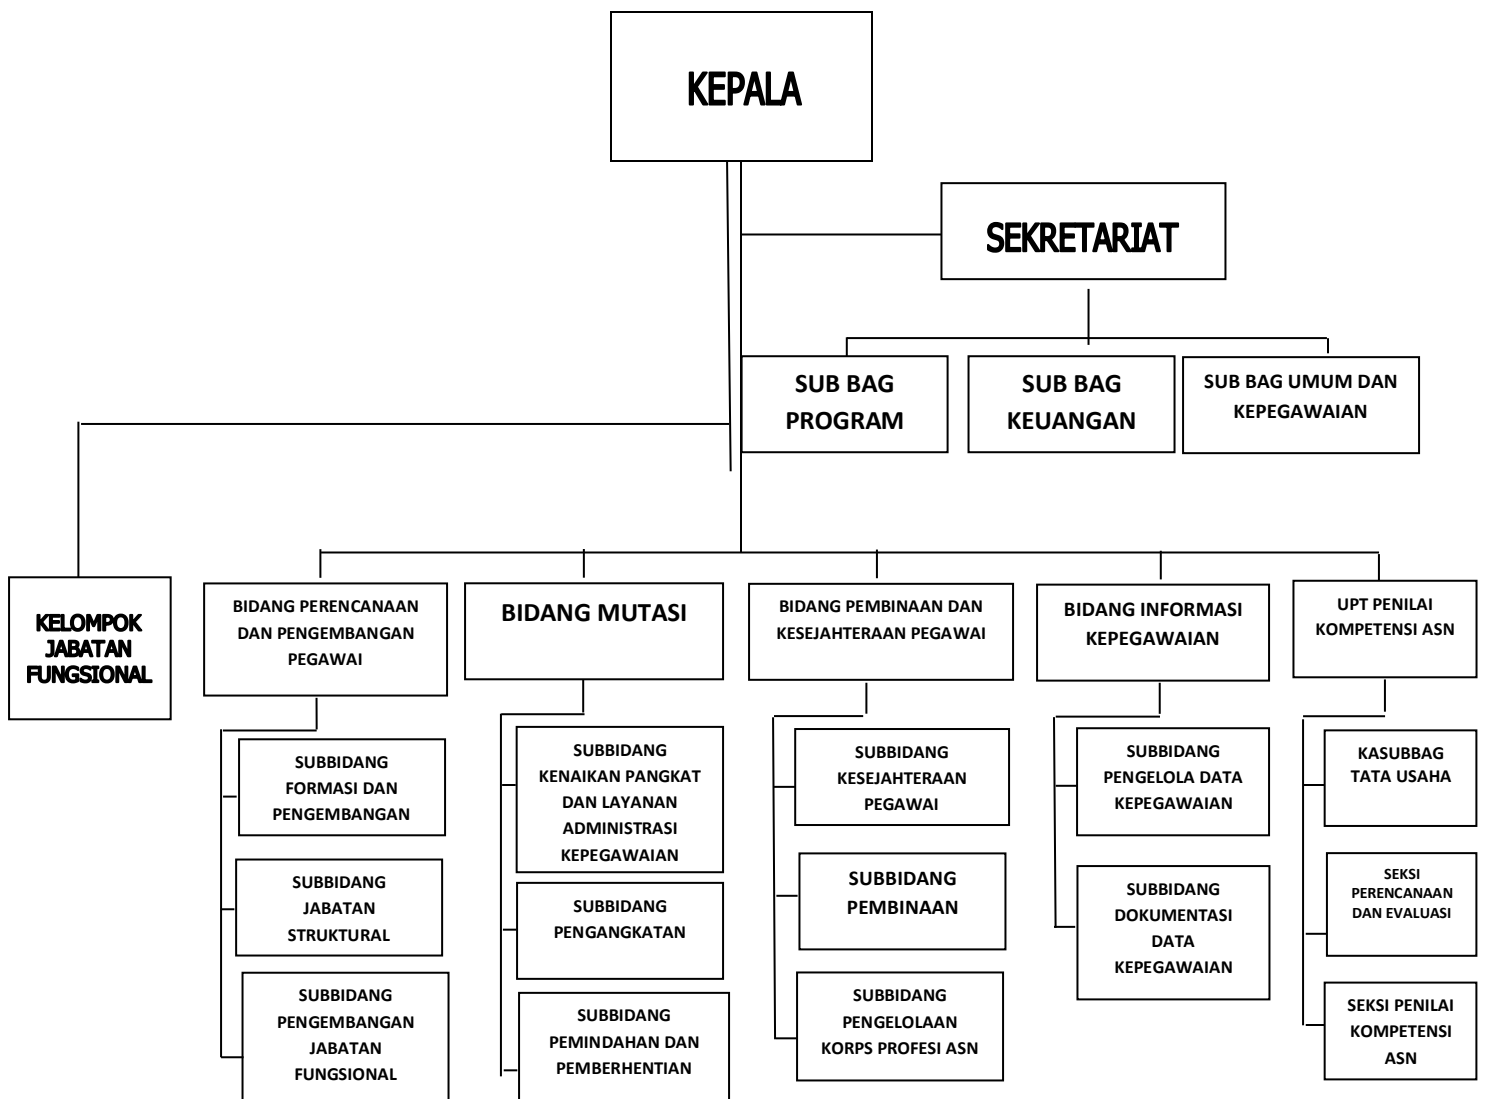 KEPALA
SEKRETARIAT
SUB BAG
PROGRAM
SUB BAG
KEUANGAN
SUB BAG UMUM DAN
KEPEGAWAIAN
KELOMPOK
JABATAN
FUNGSIONAL
BIDANG PERENCANAAN
DAN PENGEMBANGAN
PEGAWAI
BIDANG MUTASI
BIDANG PEMBINAAN DAN
KESEJAHTERAAN PEGAWAI
BIDANG INFORMASI
KEPEGAWAIAN
UPT PENILAI
KOMPETENSI ASN
SUBBIDANG
FORMASI DAN
PENGEMBANGAN
SUBBIDANG
JABATAN
STRUKTURAL
SUBBIDANG
PENGEMBANGAN
JABATAN
FUNGSIONAL
SUBBIDANG
KENAIKAN PANGKAT
DAN LAYANAN
ADMINISTRASI
KEPEGAWAIAN
SUBBIDANG
PENGANGKATAN
SUBBIDANG
PEMINDAHAN DAN
PEMBERHENTIAN
SUBBIDANG
KESEJAHTERAAN
PEGAWAI
SUBBIDANG
PEMBINAAN
SUBBIDANG
PENGELOLAAN
KORPS PROFESI ASN
SUBBIDANG
PENGELOLA DATA
KEPEGAWAIAN
SUBBIDANG
DOKUMENTASI
DATA
KEPEGAWAIAN
KASUBBAG
TATA USAHA
SEKSI
PERENCANAAN
DAN EVALUASI
SEKSI PENILAI
KOMPETENSI
ASN